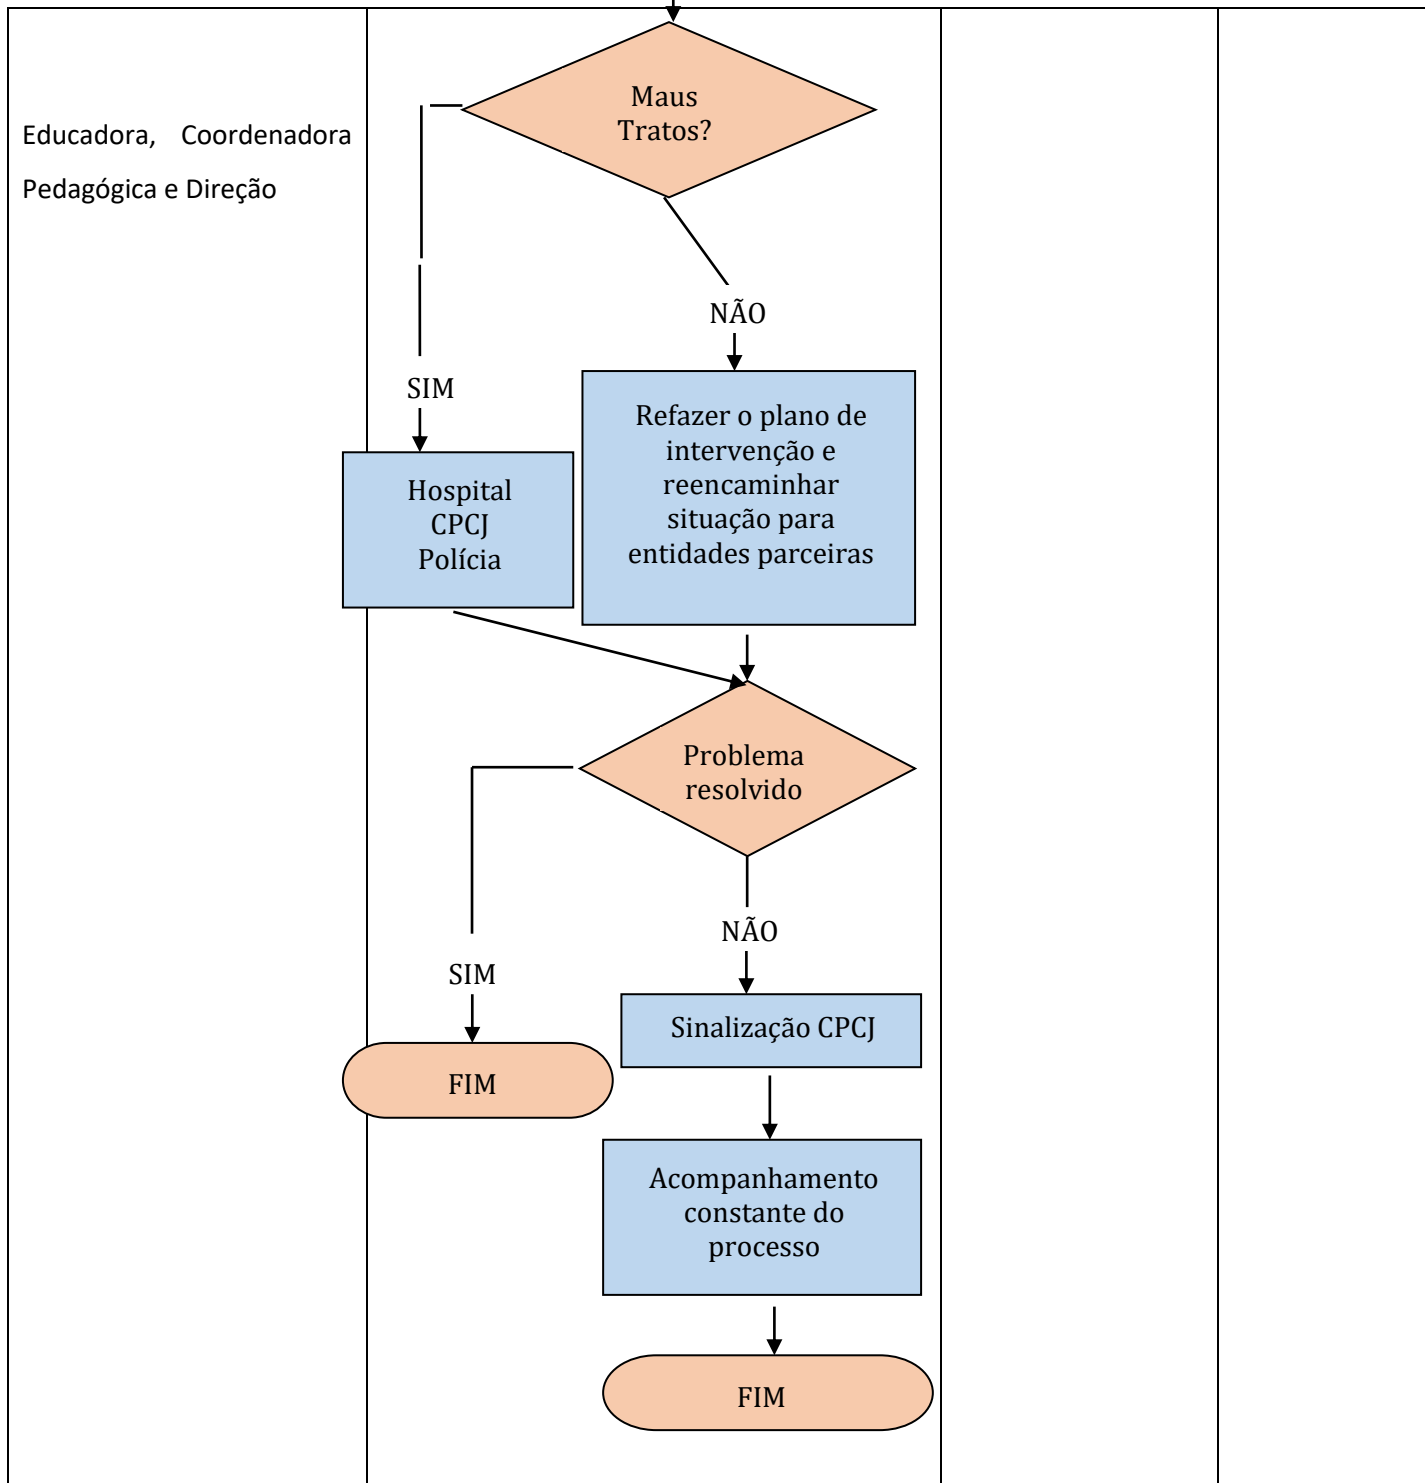 Educadora, Coordenadora
Pedagógica e Direção
Maus
Tratos?
NÃO
SIM
Refazer o plano de
intervenção e
reencaminhar
situação para
entidades parceiras
Hospital
CPCJ
Polícia
Problema
resolvido
NÃO
SIM
Sinalização CPCJ
FIM
Acompanhamento
constante do
processo
FIM